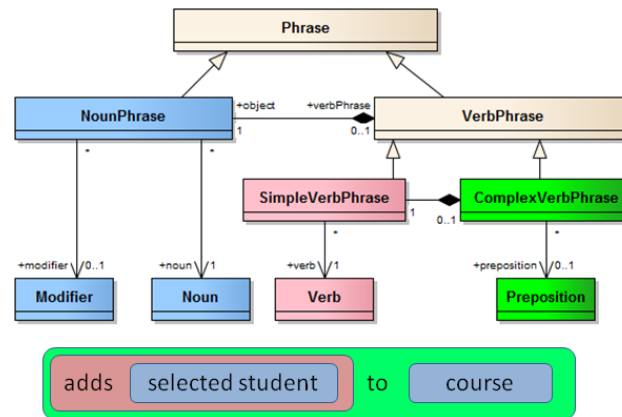 Phrase
NounPhrase +object +verbPhrase VerbPhrase
1 0..1
* *
SimpleVerbPhrase ComplexVerbPhrase
1 0..1
* *
+modifier 0..1 +noun 1 +verb 1 +preposition 0..1
Modifier Noun Verb Preposition
adds selected student to course